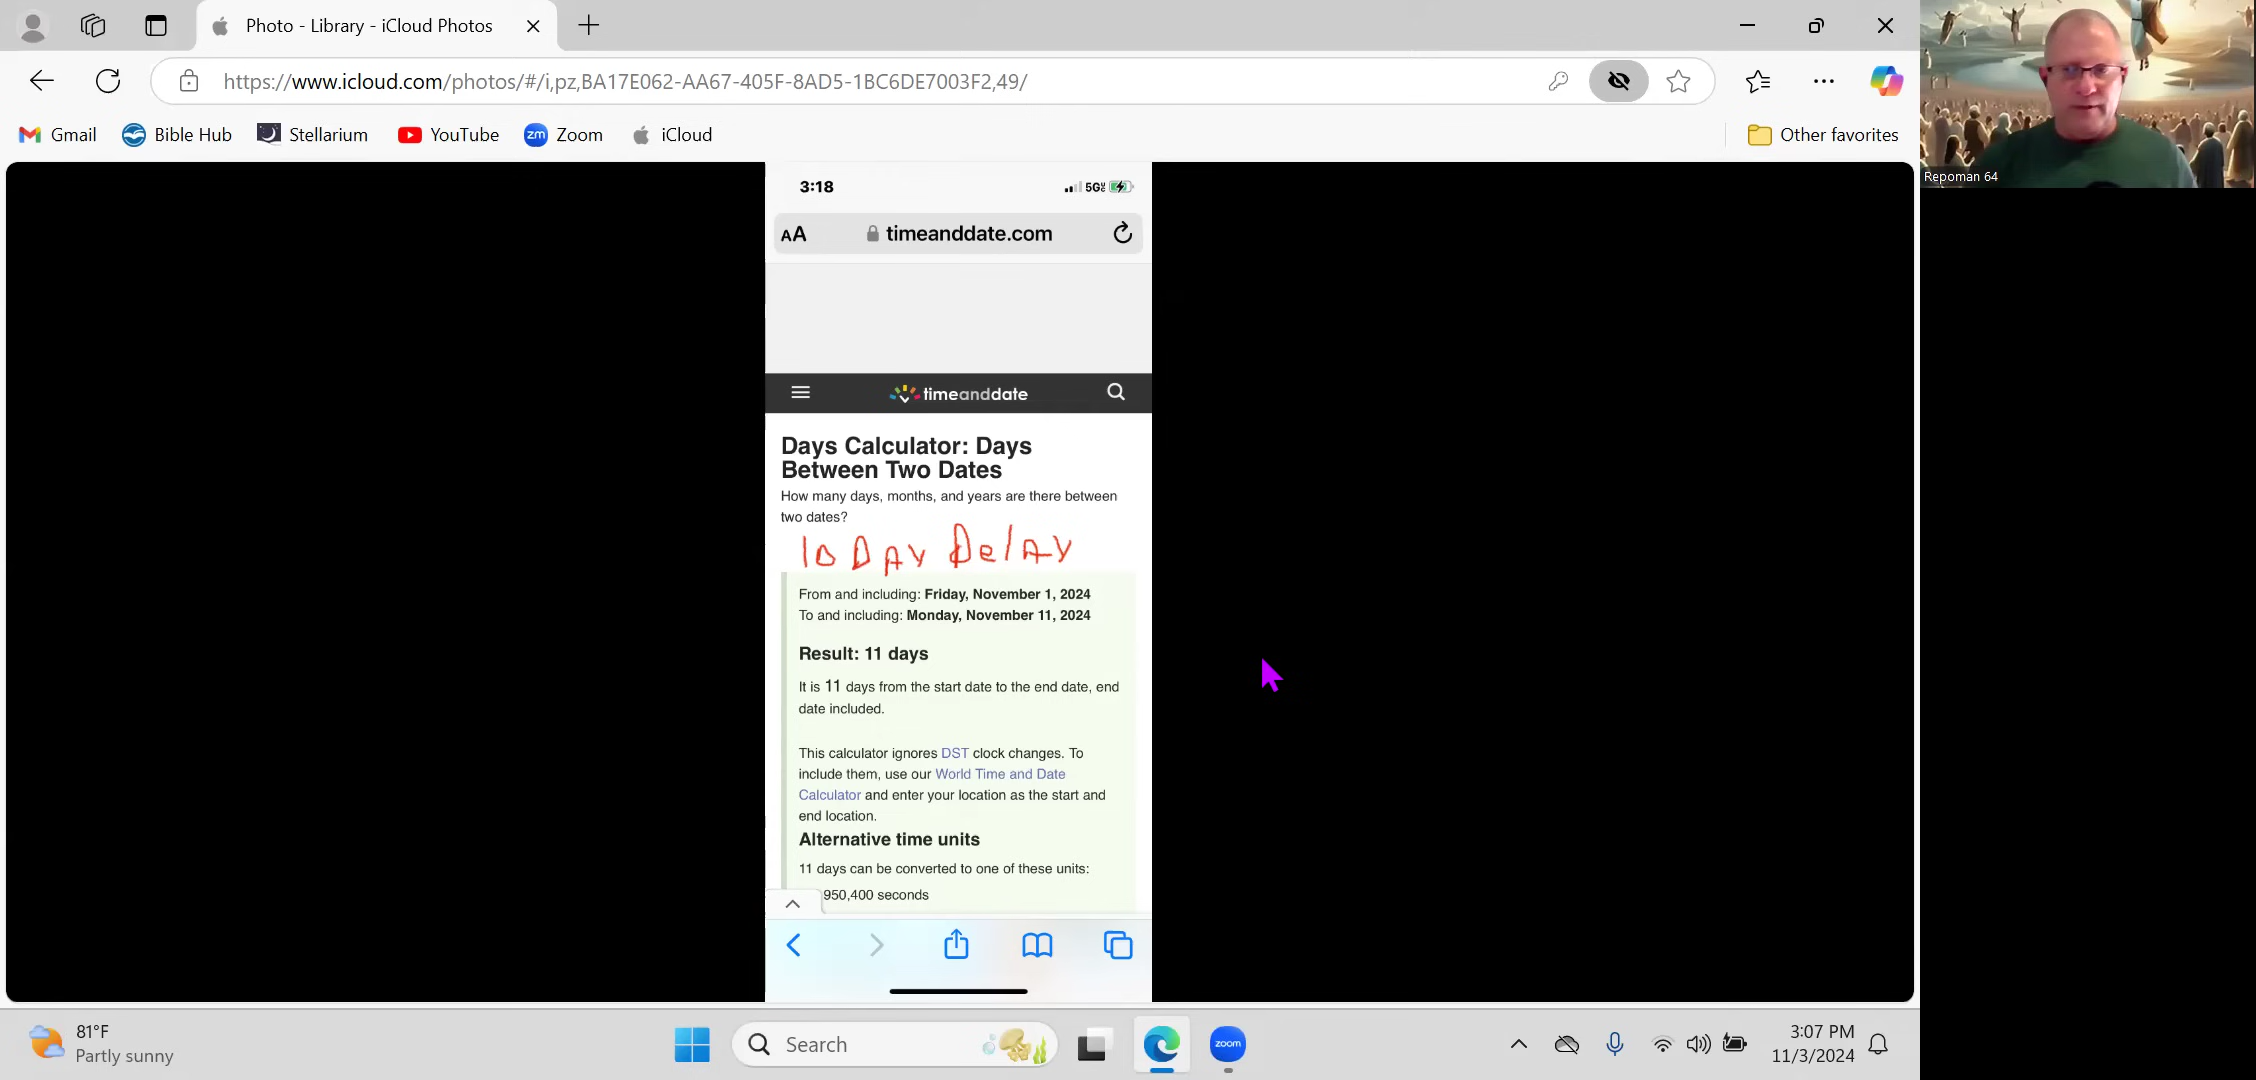 Photo - Library - iCloud Photos
https://www.icloud.com/photos/#/i,pz,BA17E062-AA67-405F-8AD5-1BC6DE7003F2,49/
Gmail
Bible Hub
Stellarium
YouTube
zm Zoom
iCloud
Other favorites
Repoman 64
3:18
5G
AA timeanddate.com
timeanddate
Days Calculator: Days
Between Two Dates
How many days, months, and years are there between
two dates?
10 DAY DelAY
From and including: Friday, November 1, 2024
To and including: Monday, November 11, 2024
Result: 11 days
It is 11 days from the start date to the end date, end
date included.
This calculator ignores DST clock changes. To
include them, use our World Time and Date
Calculator and enter your location as the start and
end location.
Alternative time units
11 days can be converted to one of these units:
950,400 seconds
81°F
Partly sunny
Search
zoom
3:07 PM
11/3/2024